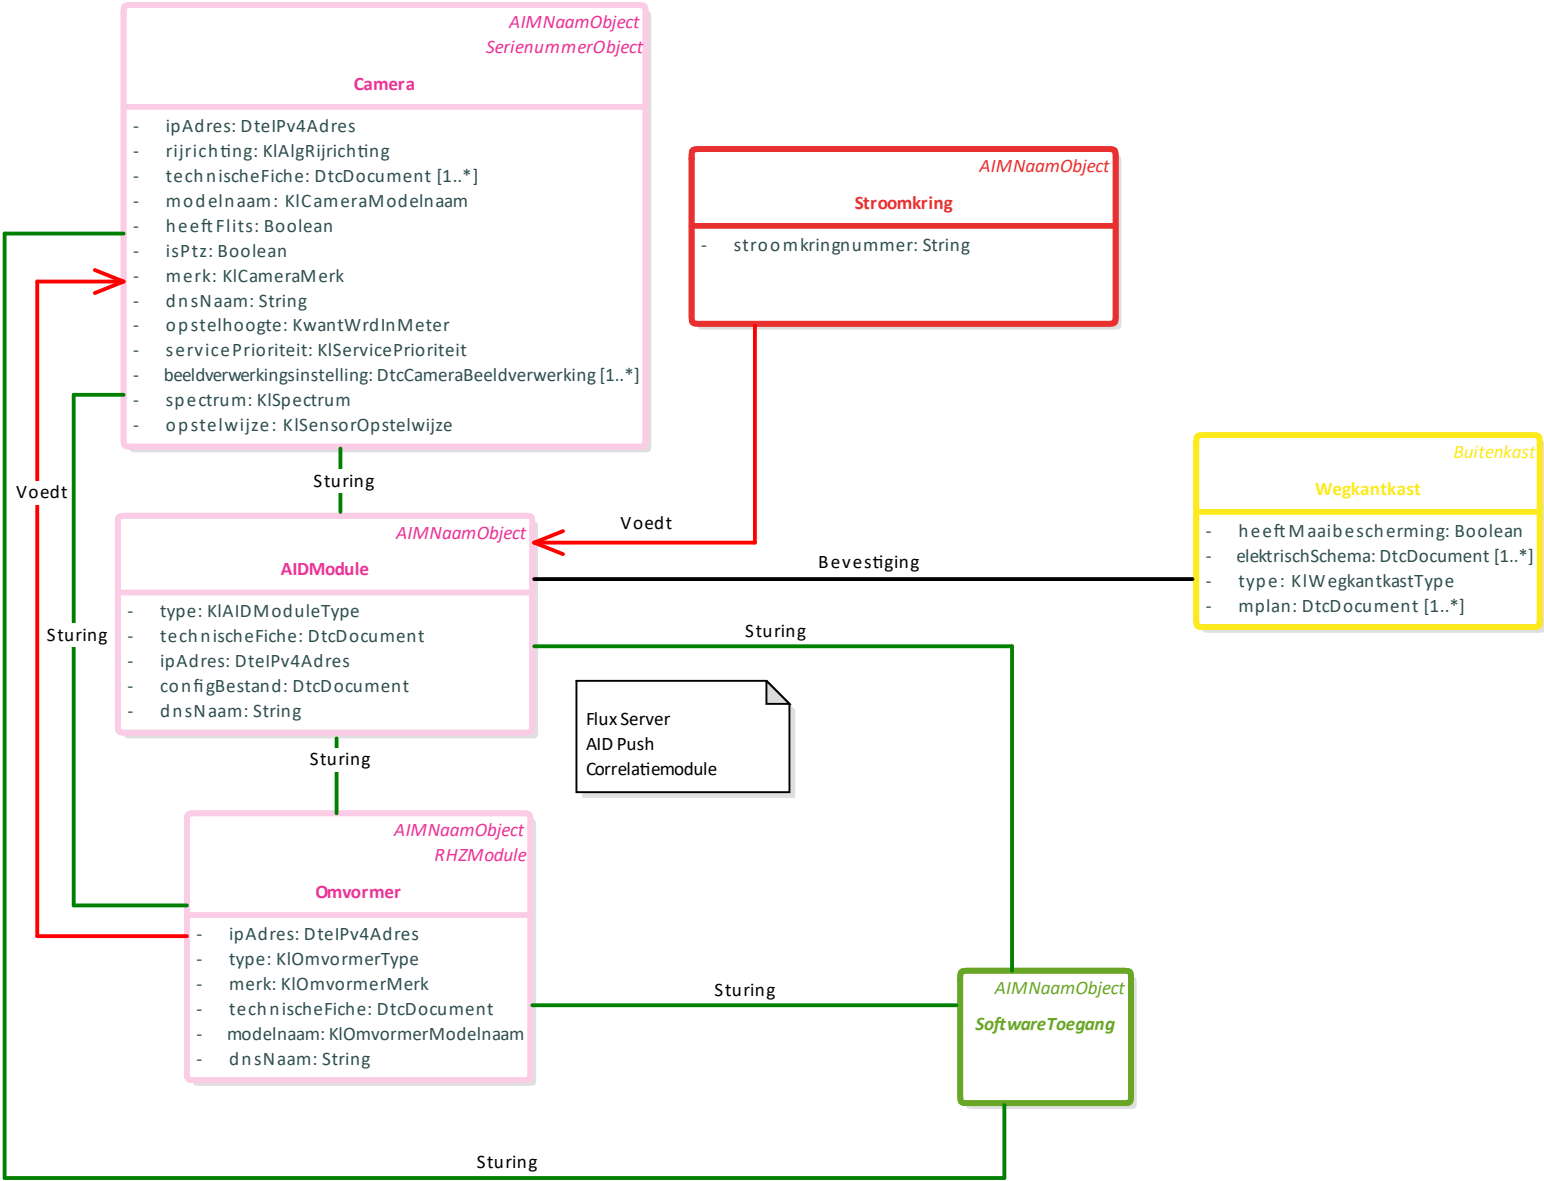 AIMNaamObject
SerienummerObject
Camera
- ipAdres: DteIPv4Adres
- rijrichting: KlAlgRijrichting
- technischeFiche: DtcDocument [1..*]
- modelnaam: KlCameraModelnaam
- heeftFlits: Boolean
- isPtz: Boolean
- merk: KlCameraMerk
- dnsNaam: String
- opstelhoogte: KwantWrdInMeter
- servicePrioriteit: KlServicePrioriteit
- beeldverwerkingsinstelling: DtcCameraBeeldverwerking [1..*]
- spectrum: KlSpectrum
- opstelwijze: KlSensorOpstelwijze
AIMNaamObject
Stroomkring
- stroomkringnummer: String
Buitenkast
Wegkantkast
- heeftMaaibescherming: Boolean
- elektrischSchema: DtcDocument [1..*]
- type: KlWegkantkastType
- mplan: DtcDocument [1..*]
Voedt
Sturing
Voedt
Bevestiging
AIMNaamObject
AIDModule
- type: KlAIDModuleType
- technischeFiche: DtcDocument
- ipAdres: DteIPv4Adres
- configBestand: DtcDocument
- dnsNaam: String
Sturing
Sturing
Flux Server
AID Push
Correlatiemodule
Sturing
AIMNaamObject
RHZModule
Omvormer
- ipAdres: DteIPv4Adres
- type: KlOmvormerType
- merk: KlOmvormerMerk
- technischeFiche: DtcDocument
- modelnaam: KlOmvormerModelnaam
- dnsNaam: String
Sturing
AIMNaamObject
SoftwareToegang
Sturing